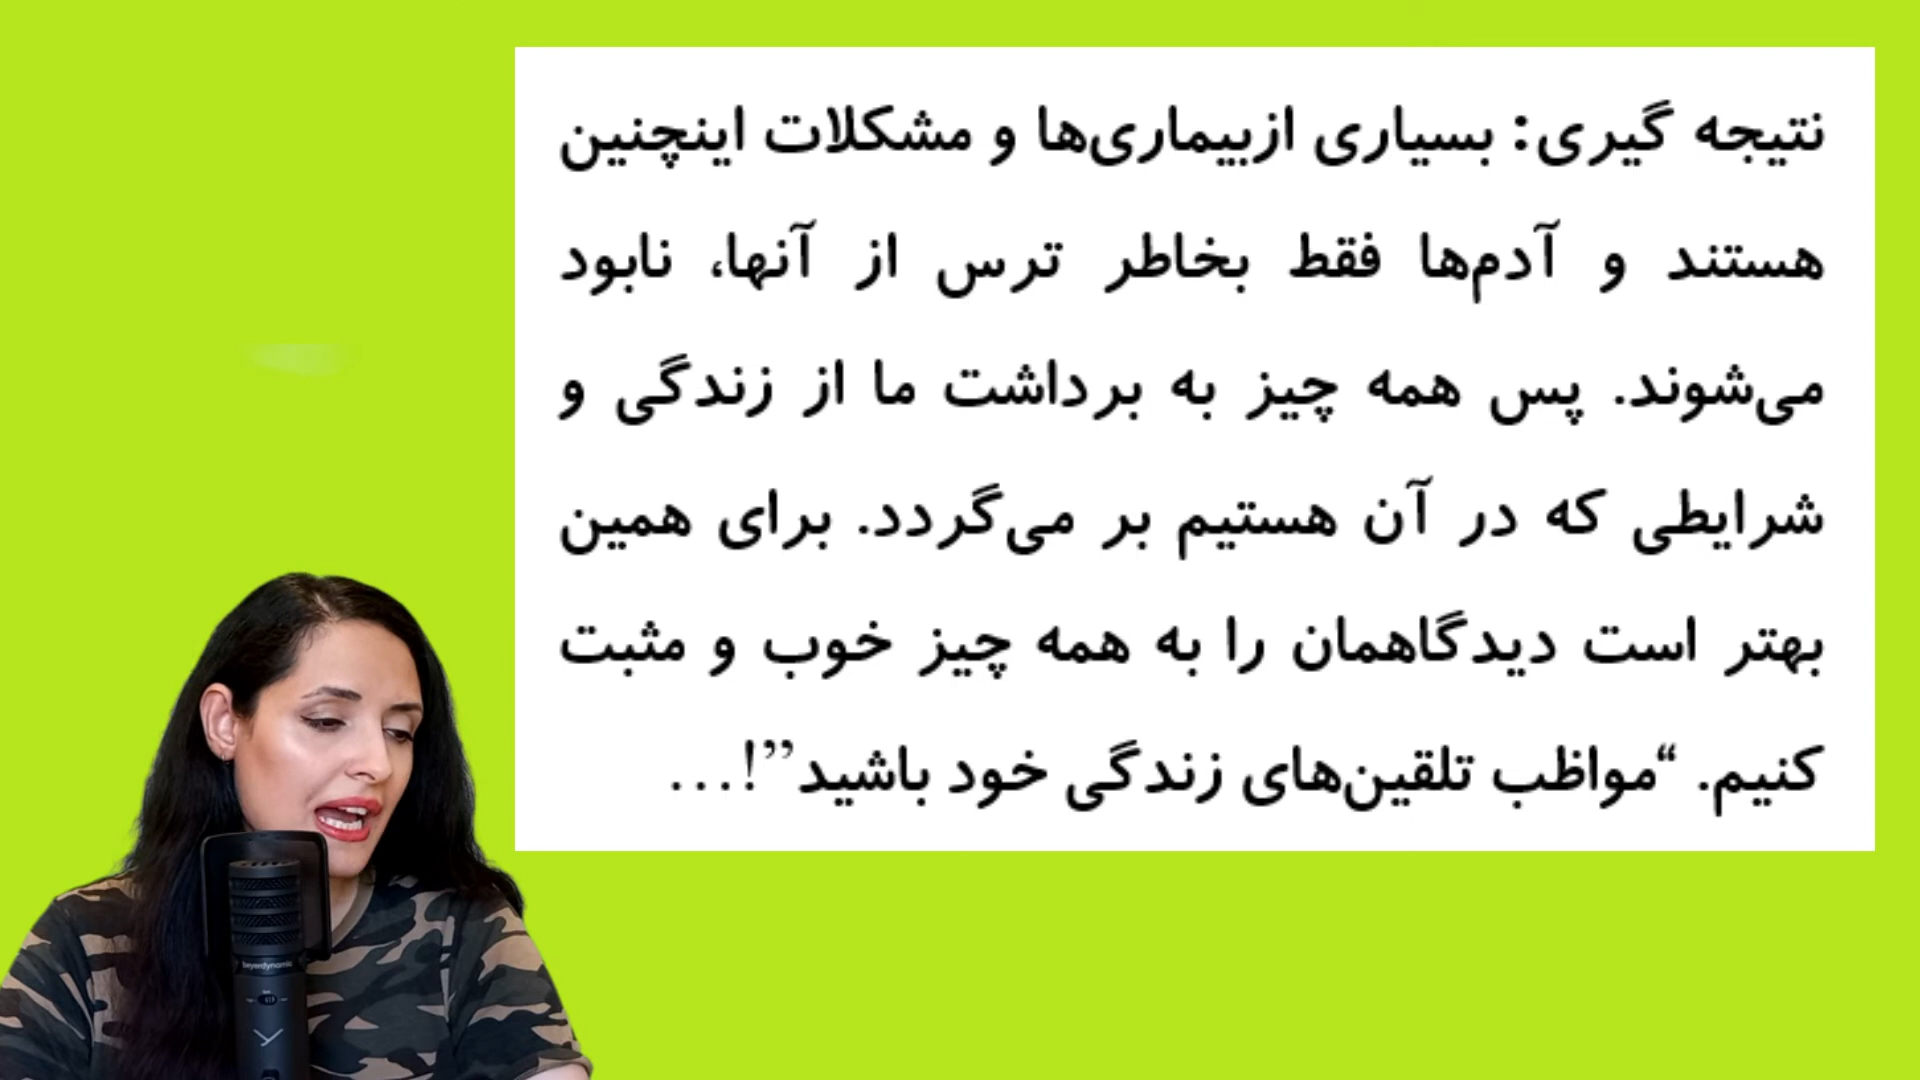 نتیجه گیری: بسیاری ازبیماری‌ها و مشکلات اینچنین
هستند و آدم‌ها فقط بخاطر ترس از آنها، نابود
می‌شوند. پس همه چیز به برداشت ما از زندگی و
شرایطی که در آن هستیم بر می‌گردد. برای همین
بهتر است دیدگاهمان را به همه چیز خوب و مثبت
کنیم. “مواظب تلقین‌های زندگی خود باشید”!...
beyerdynamic